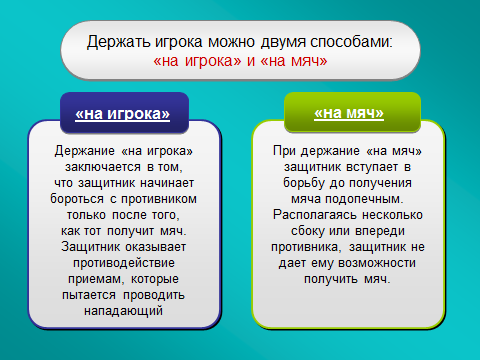 Держать игрока можно двумя способами:
«на игрока» и «на мяч»
«на игрока»
Держание «на игрока»
заключается в том,
что защитник начинает
бороться с противником
только после того,
как тот получит мяч.
Защитник оказывает
противодействие
приемам, которые
пытается проводить
нападающий
«на мяч»
При держание «на мяч»
защитник вступает в
борьбу до получения
мяча подопечным.
Располагаясь несколько
сбоку или впереди
противника, защитник не
дает ему возможности
получить мяч.